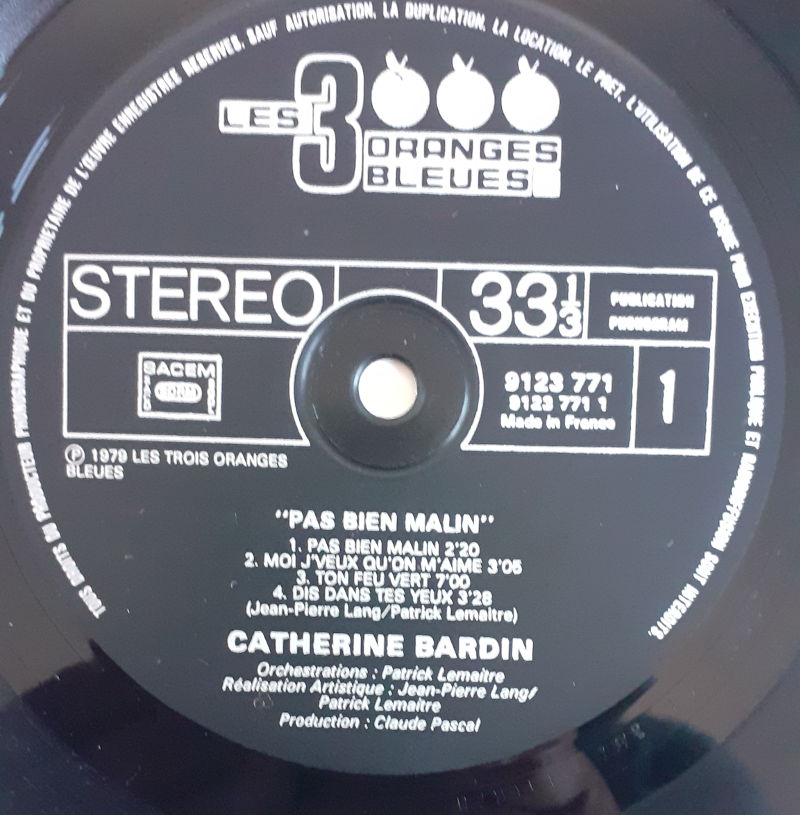 TOUS DROITS DU PRODUCTEUR PHONOGRAPHIQUE ET DU PROPRIETAIRE DE L'ŒUVRE ENREGISTREE RESERVES. SAUF AUTORISATION, LA DUPLICATION, LA LOCATION, LE PRET, L'UTILISATION DE CE DISQUE POUR EXECUTION PUBLIQUE ET RADIODIFFUSION SONT INTERDITS.
LES 3 ORANGES
BLEUES
STEREO
33 1/3
PUBLICATION
PHONOGRAM
SACEM
9123 771
9123 771 1
Made in France
1
Ⓟ 1979 LES TROIS ORANGES
BLEUES
"PAS BIEN MALIN"
1. PAS BIEN MALIN 2'20
2. MOI J'VEUX QU'ON M'AIME 3'05
3. TON FEU VERT 7'00
4. DIS DANS TES YEUX 3'28
(Jean-Pierre Lang/Patrick Lemaitre)
CATHERINE BARDIN
Orchestrations : Patrick Lemaitre
Réalisation Artistique : Jean-Pierre Lang/
Patrick Lemaitre
Production : Claude Pascal